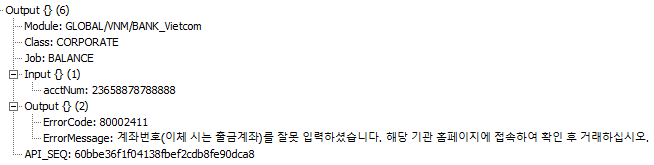 Output {} (6)
Module: GLOBAL/VNM/BANK_Vietcom
Class: CORPORATE
Job: BALANCE
Input {} (1)
acctNum: 23658878788888
Output {} (2)
ErrorCode: 80002411
ErrorMessage: 계좌번호(이체 시는 출금계좌)를 잘못 입력하셨습니다. 해당 기관 홈페이지에 접속하여 확인 후 거래하십시오.
API_SEQ: 60bbe36f1f04138fbef2cdb8fe90dca8